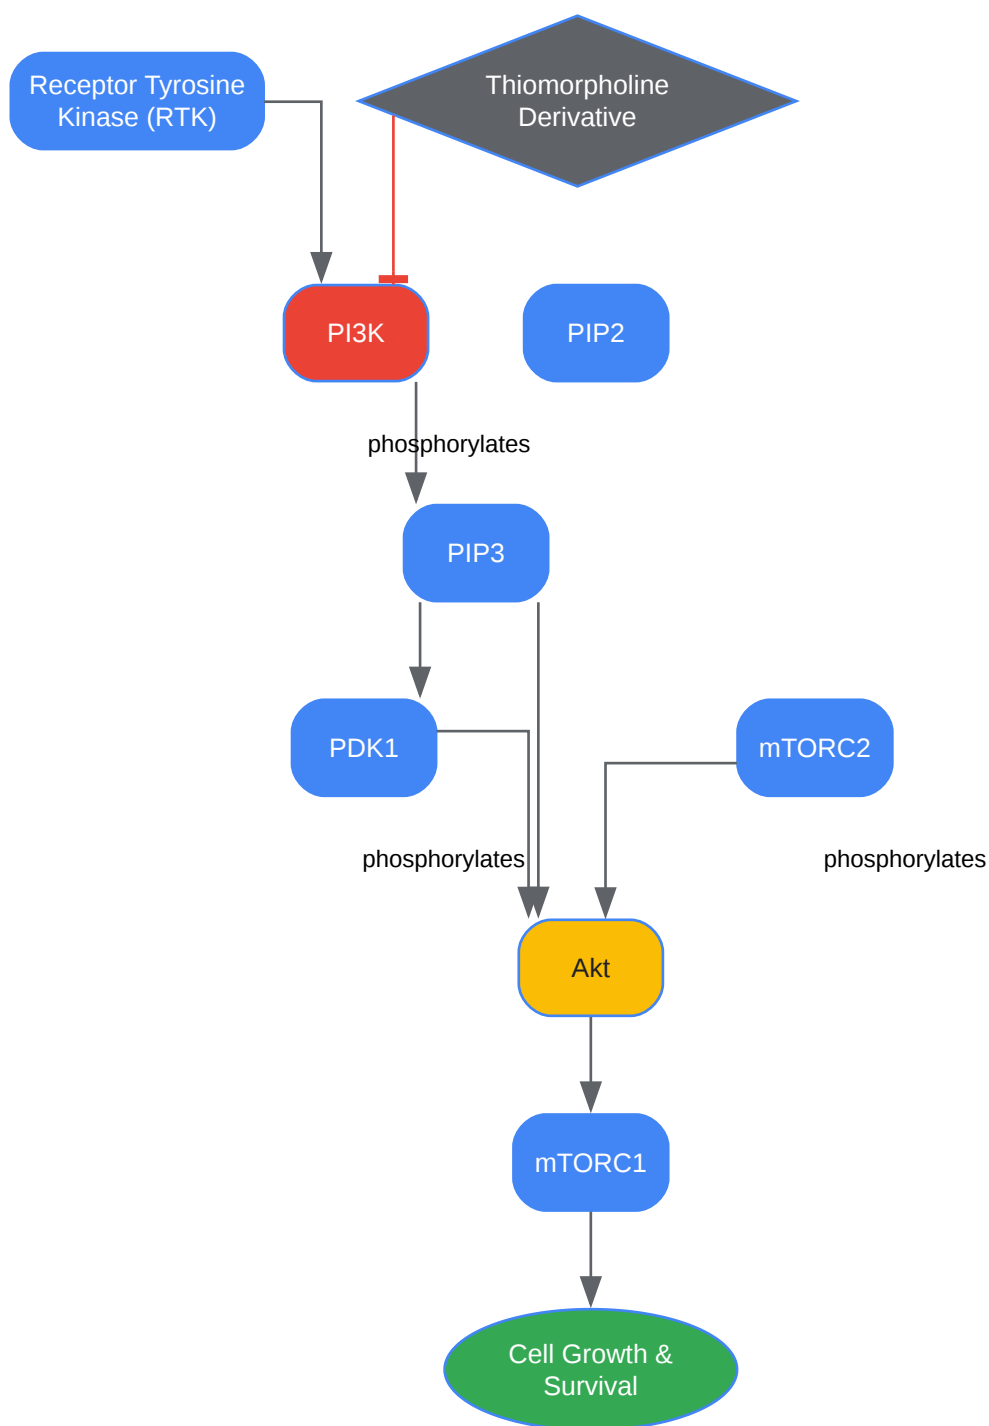 Receptor Tyrosine
Kinase (RTK)
Thiomorpholine
Derivative
PI3K
PIP2
phosphorylates
PIP3
PDK1
mTORC2
phosphorylates
phosphorylates
Akt
mTORC1
Cell Growth &
Survival